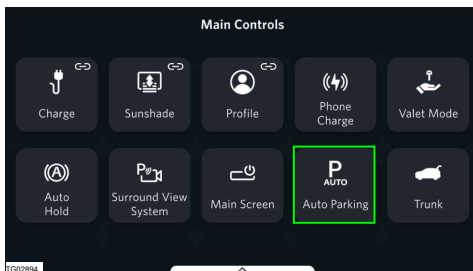 Main Controls
Charge
Sunshade
Profile
Phone
Charge
Valet Mode
(A)
Auto
Hold
P
Surround View
System
Main Screen
P
AUTO
Auto Parking
Trunk
TG02894